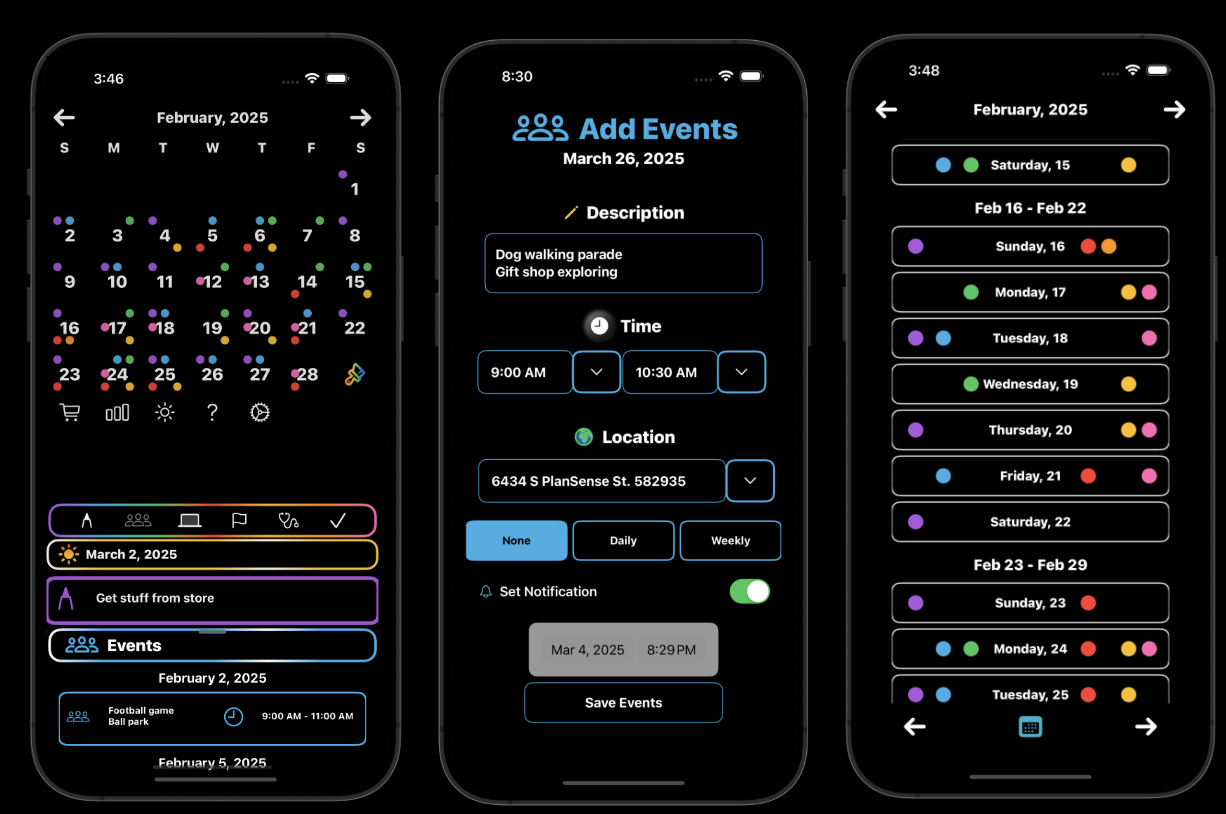 3:46
February, 2025
S M T W T F S
1
2 3 4 5 6 7 8
9 10 11 12 13 14 15
16 17 18 19 20 21 22
23 24 25 26 27 28
?
March 2, 2025
Get stuff from store
Events
February 2, 2025
Football game
Ball park
9:00 AM - 11:00 AM
February 5, 2025
8:30
Add Events
March 26, 2025
Description
Dog walking parade
Gift shop exploring
Time
9:00 AM
10:30 AM
Location
6434 S PlanSense St. 582935
None
Daily
Weekly
Set Notification
Mar 4, 2025
8:29 PM
Save Events
3:48
February, 2025
Saturday, 15
Feb 16 - Feb 22
Sunday, 16
Monday, 17
Tuesday, 18
Wednesday, 19
Thursday, 20
Friday, 21
Saturday, 22
Feb 23 - Feb 29
Sunday, 23
Monday, 24
Tuesday, 25